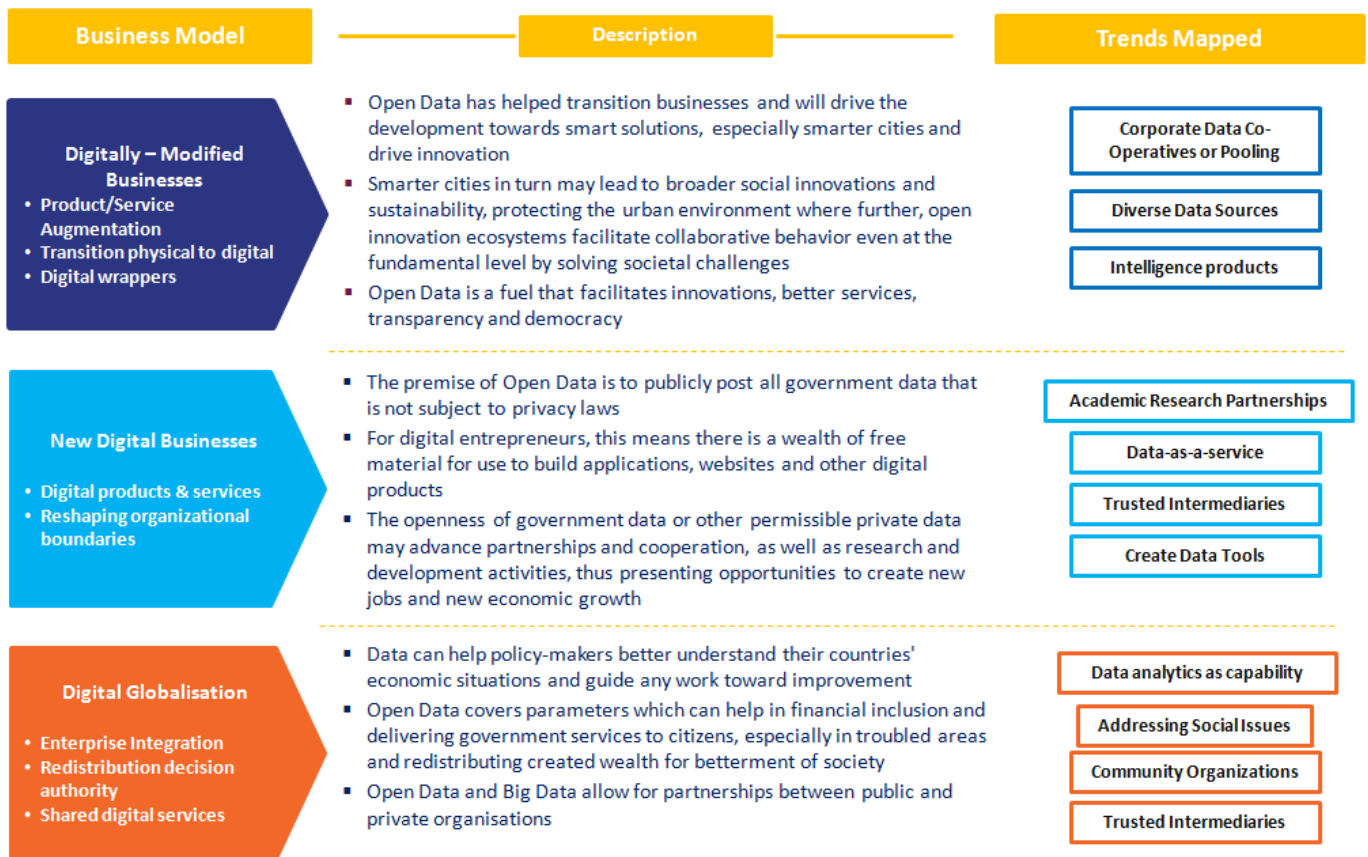 Business Model
Description
Trends Mapped
Digitally – Modified
Businesses
• Product/Service
Augmentation
• Transition physical to digital
• Digital wrappers
▪ Open Data has helped transition businesses and will drive the
development towards smart solutions, especially smarter cities and
drive innovation
▪ Smarter cities in turn may lead to broader social innovations and
sustainability, protecting the urban environment where further, open
innovation ecosystems facilitate collaborative behavior even at the
fundamental level by solving societal challenges
▪ Open Data is a fuel that facilitates innovations, better services,
transparency and democracy
Corporate Data Co-
Operatives or Pooling
Diverse Data Sources
Intelligence products
New Digital Businesses
• Digital products & services
• Reshaping organizational
boundaries
▪ The premise of Open Data is to publicly post all government data that
is not subject to privacy laws
▪ For digital entrepreneurs, this means there is a wealth of free
material for use to build applications, websites and other digital
products
▪ The openness of government data or other permissible private data
may advance partnerships and cooperation, as well as research and
development activities, thus presenting opportunities to create new
jobs and new economic growth
Academic Research Partnerships
Data-as-a-service
Trusted Intermediaries
Create Data Tools
Digital Globalisation
• Enterprise Integration
• Redistribution decision
authority
• Shared digital services
▪ Data can help policy-makers better understand their countries'
economic situations and guide any work toward improvement
▪ Open Data covers parameters which can help in financial inclusion and
delivering government services to citizens, especially in troubled areas
and redistributing created wealth for betterment of society
▪ Open Data and Big Data allow for partnerships between public and
private organisations
Data analytics as capability
Addressing Social Issues
Community Organizations
Trusted Intermediaries